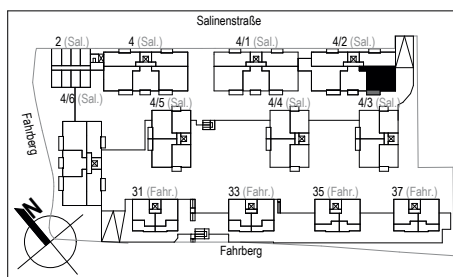 Salinenstraße
2 (Sal.) 4 (Sal.) 4/1 (Sal.) 4/2 (Sal.)
4/6 (Sal.) 4/5 (Sal.) 4/4 (Sal.) 4/3 (Sal.)
Fahrberg
31 (Fahr.) 33 (Fahr.) 35 (Fahr.) 37 (Fahr.)
N
Fahrberg